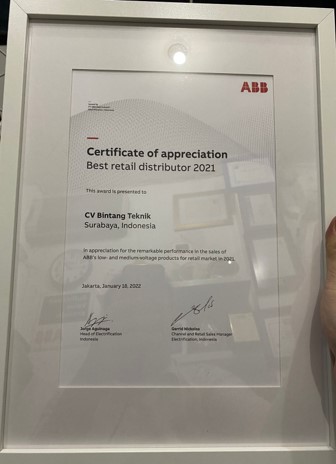 ABB
Certificate of appreciation
Best retail distributor 2021
This award is presented to
CV Bintang Teknik
Surabaya, Indonesia
In appreciation for the remarkable performance in the sales of
ABB's low- and medium-voltage products for retail market in 2021.
Jakarta, January 18, 2022
Head of Electrification
Indonesia
Gerrid
Channel and Retail Sales Manager
Electrification, Indonesia